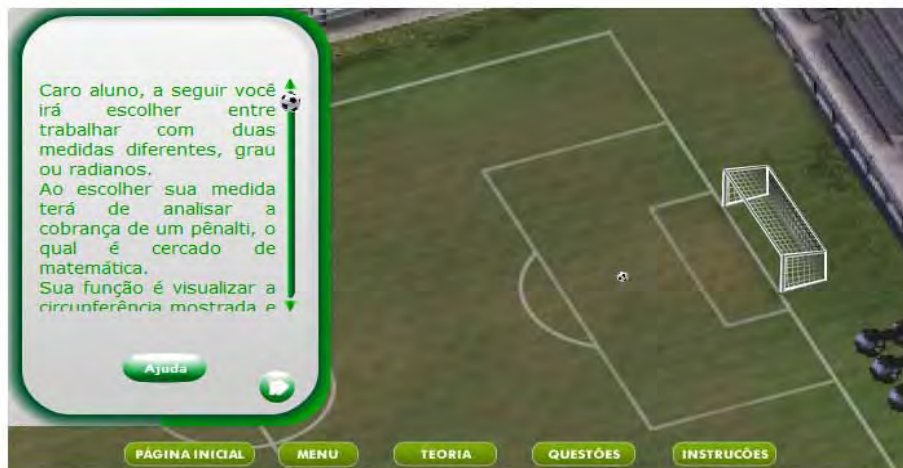 Caro aluno, a seguir você
irá escolher entre
trabalhar com duas
medidas diferentes, grau
ou radianos.
Ao escolher sua medida
terá de analisar a
cobrança de um pênalti, o
qual é cercado de
matemática.
Sua função é visualizar a
circunferência mostrada e
Ajuda
PÁGINA INICIAL
MENU
TEORIA
QUESTÕES
INSTRUCÕES